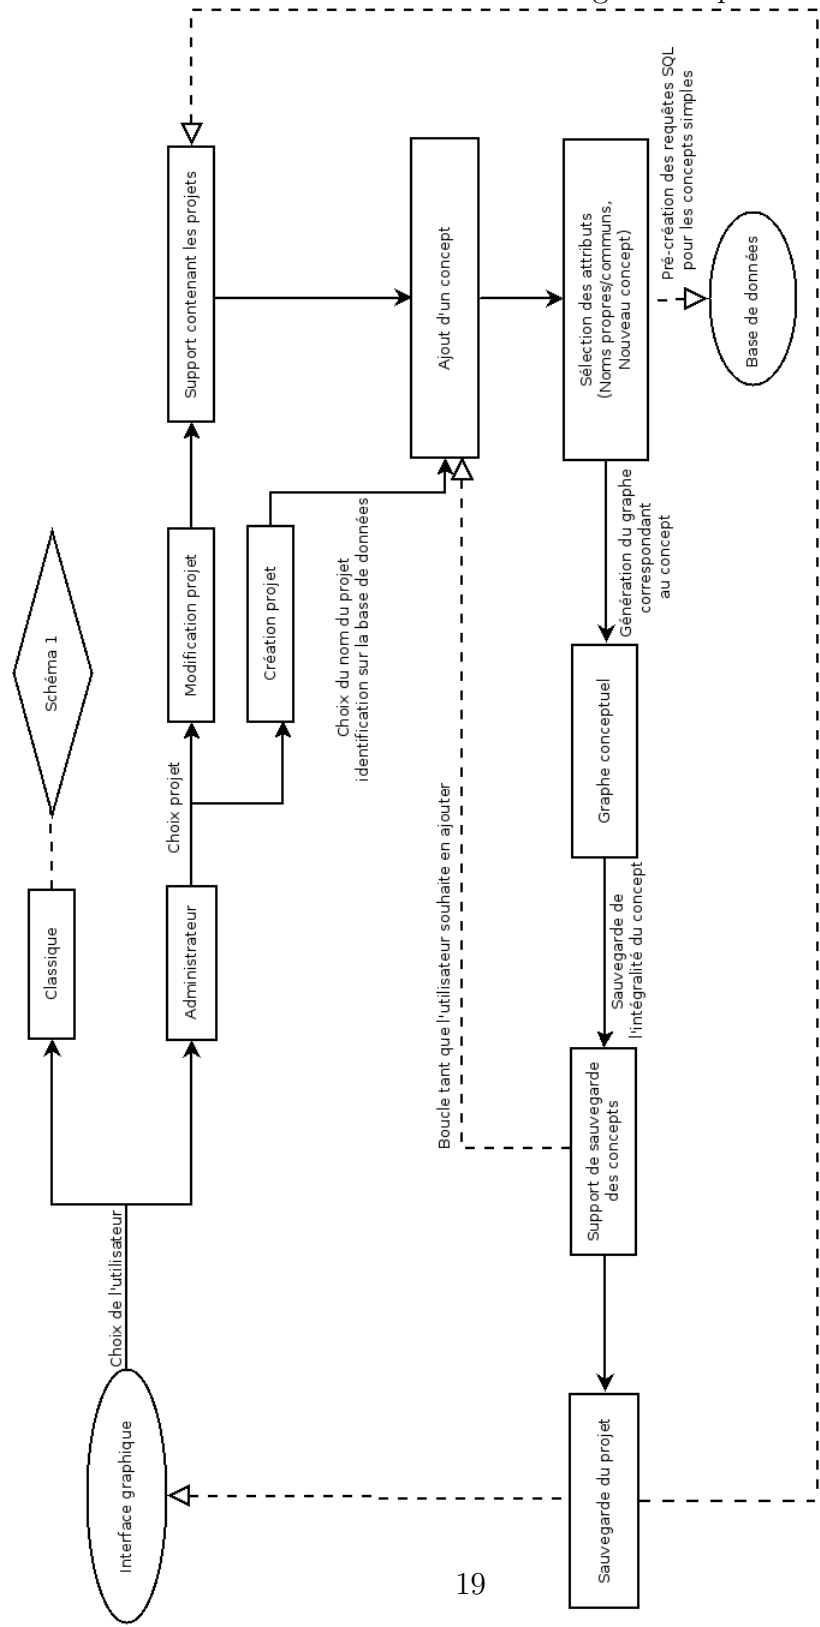 Interface graphique
Choix de l'utilisateur
Classique
Schéma 1
Administrateur
Choix projet
Modification projet
Support contenant les projets
Création projet
Choix du nom du projet
identification sur la base de données
Ajout d'un concept
Sélection des attributs
(Noms propres/communs,
Nouveau concept)
Pré-création des requêtes SQL
pour les concepts simples
Base de données
Génération du graphe
correspondant
au concept
Graphe conceptuel
Sauvegarde de
l'intégralité du concept
Support de sauvegarde
des concepts
Boucle tant que l'utilisateur souhaite en ajouter
Sauvegarde du projet
19